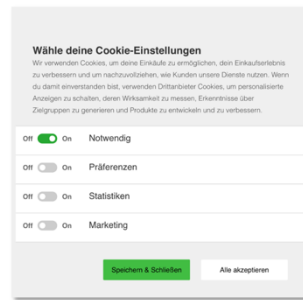 Wähle deine Cookie-Einstellungen
Wir verwenden Cookies, um deine Einkäufe zu ermöglichen, dein Einkaufserlebnis
zu verbessern und um nachzuvollziehen, wie Kunden unsere Dienste nutzen. Wenn
du damit einverstanden bist, verwenden Drittanbieter Cookies, um personalisierte
Anzeigen zu schalten, deren Wirksamkeit zu messen, Erkenntnisse über
Zielgruppen zu generieren und Produkte zu entwickeln und zu verbessern.
Off On Notwendig
Off On Präferenzen
Off On Statistiken
Off On Marketing
Speichern & Schließen Alle akzeptieren